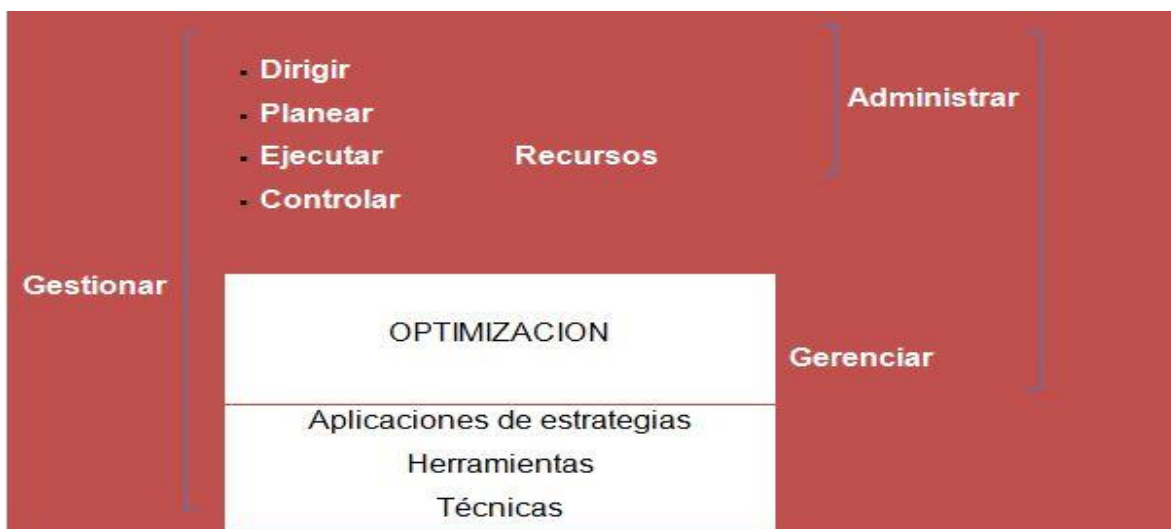 Dirigir
Planear
Administrar
Ejecutar Recursos
Controlar
Gestionar
OPTIMIZACION
Gerenciar
Aplicaciones de estrategias
Herramientas
Técnicas